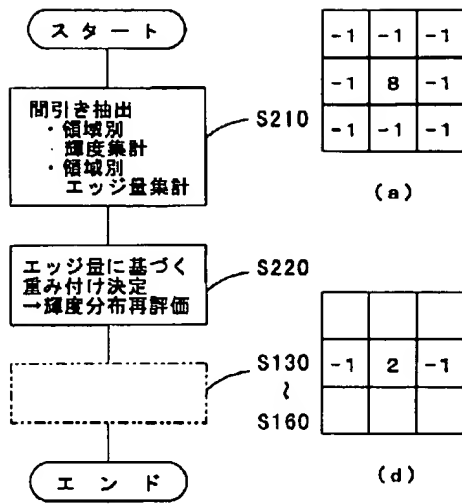 スタート
間引き抽出
・領域別
輝度集計
・領域別
エッジ量集計
S210
エッジ量に基づく
重み付け決定
→輝度分布再評価
S220
S130
~
S160
エンド
-1 -1 -1
-1 8 -1
-1 -1 -1
(a)
-1 2 -1
(d)